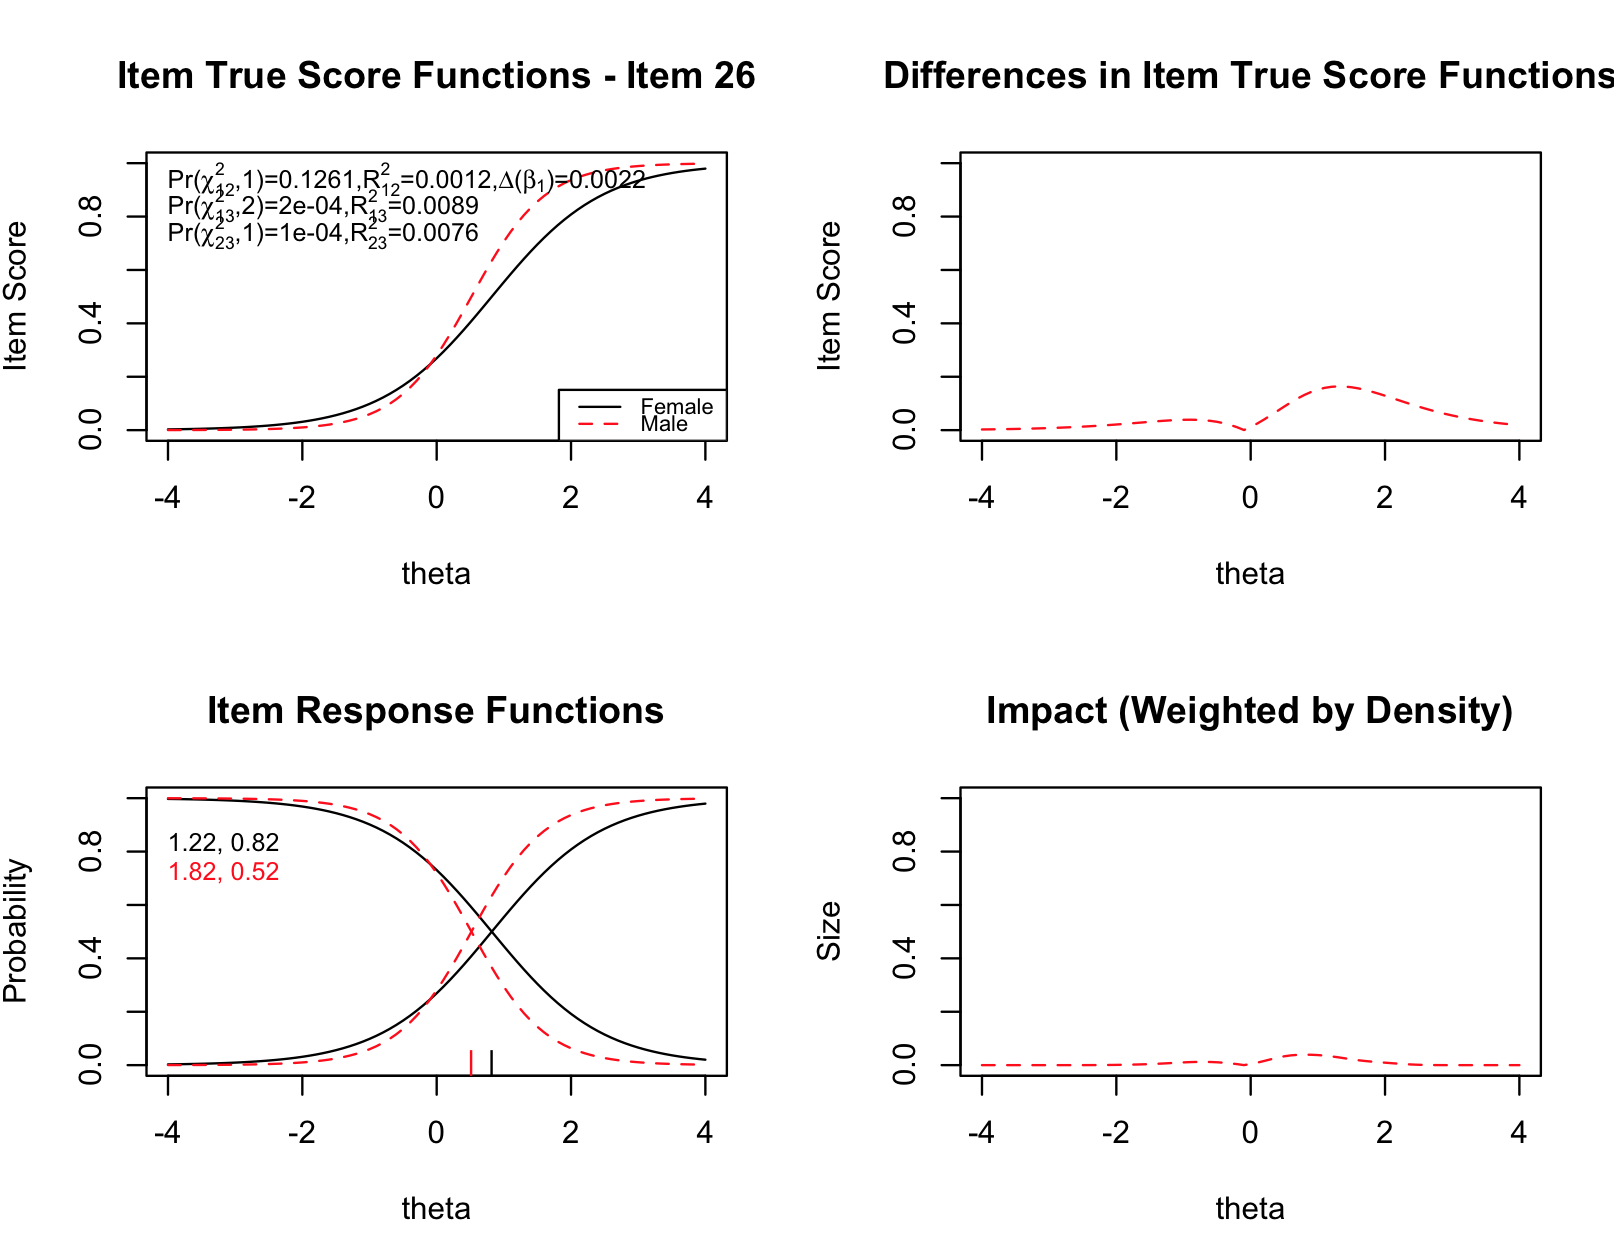 Item True Score Functions - Item 26
Pr(χ²₁₂,1)=0.1261,R²₁₂=0.0012,Δ(β₁)=0.0022
Pr(χ²₁₃,2)=2e-04,R²₁₃=0.0089
Pr(χ²₂₃,1)=1e-04,R²₂₃=0.0076
Item Score
0.0 0.4 0.8
Female
Male
-4 -2 0 2 4
theta
Differences in Item True Score Functions
Item Score
0.0 0.4 0.8
-4 -2 0 2 4
theta
Item Response Functions
1.22, 0.82
1.82, 0.52
Probability
0.0 0.4 0.8
-4 -2 0 2 4
theta
Impact (Weighted by Density)
Size
0.0 0.4 0.8
-4 -2 0 2 4
theta